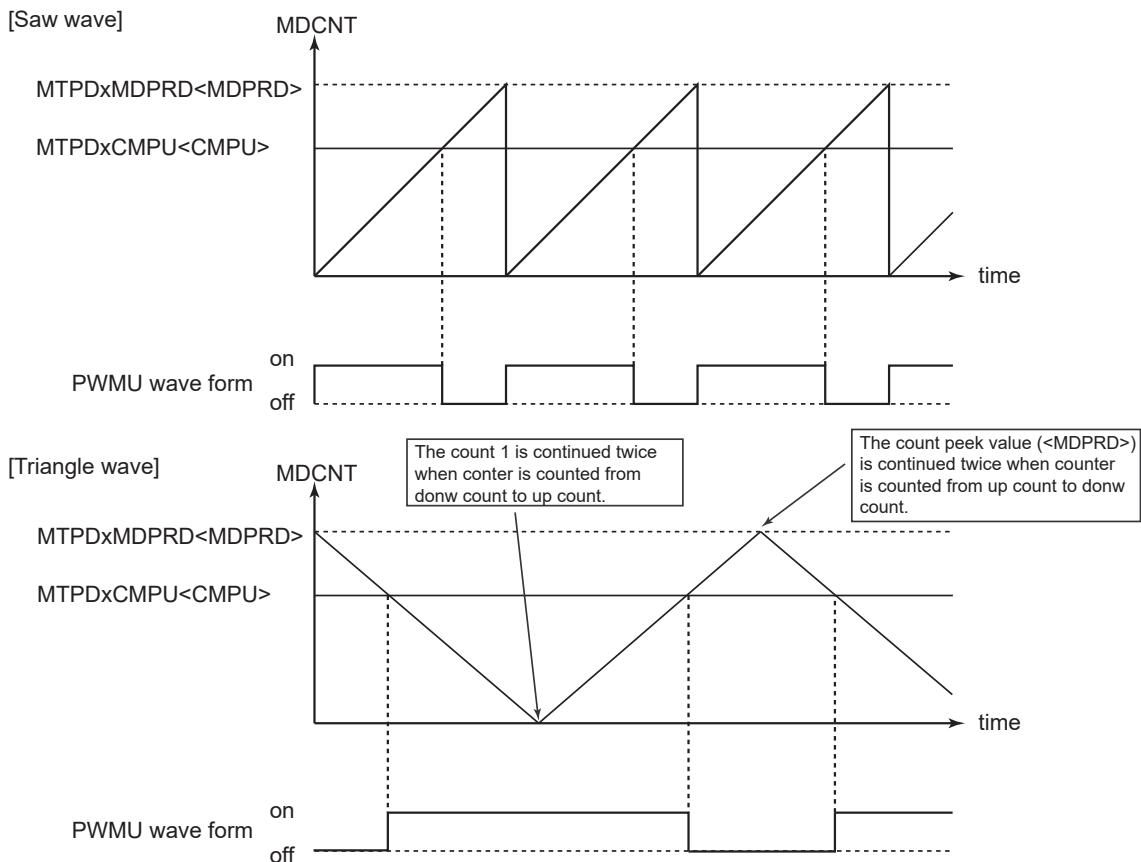 [Saw wave]
MDCNT
MTPDxMDPRD<MDPRD>
MTPDxCMPU<CMPU>
time
on
PWMU wave form
off
[Triangle wave]
MDCNT
The count 1 is continued twice
when conter is counted from
donw count to up count.
The count peek value (<MDPRD>)
is continued twice when counter
is counted from up count to donw
count.
MTPDxMDPRD<MDPRD>
MTPDxCMPU<CMPU>
time
on
PWMU wave form
off